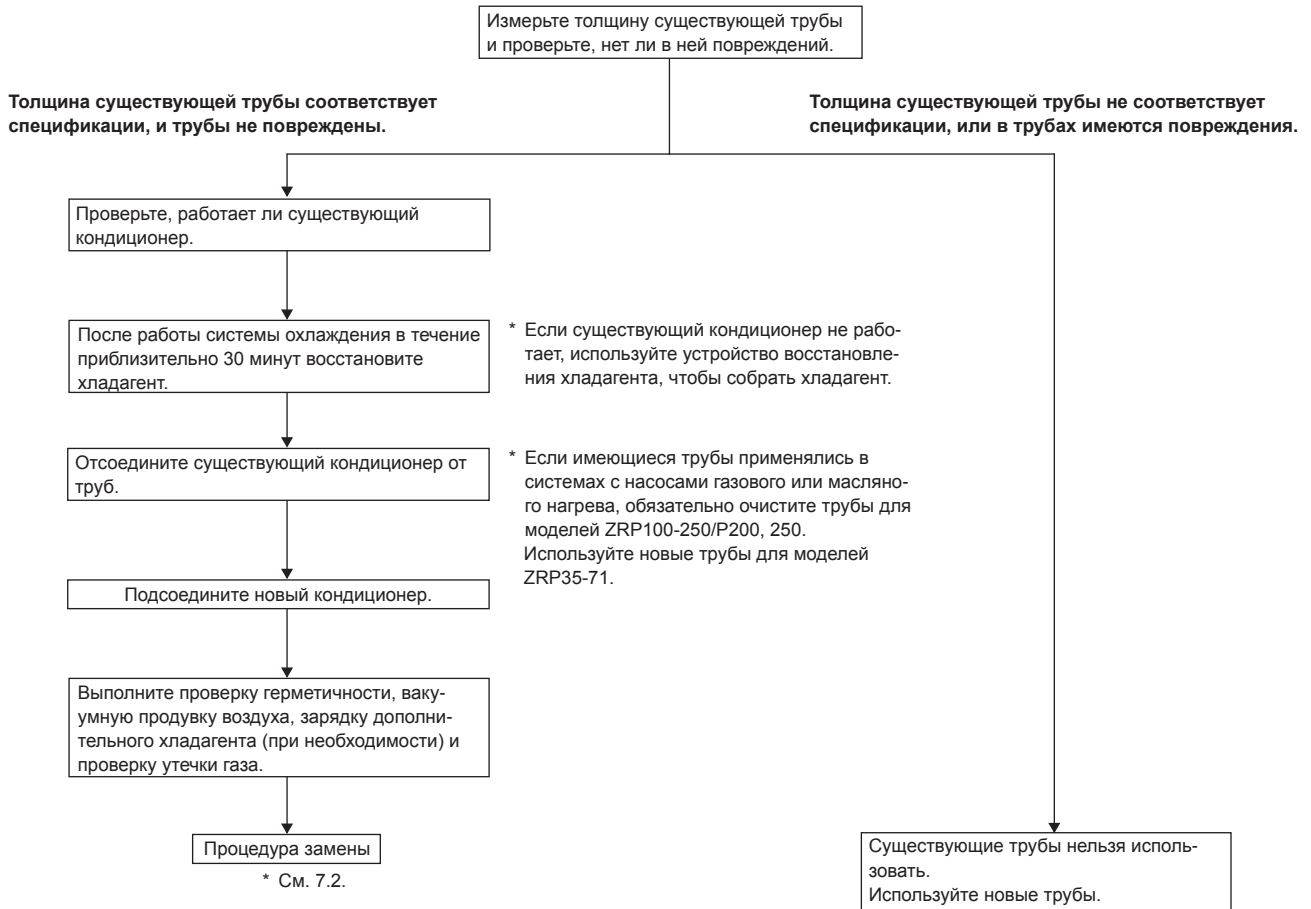 Измерьте толщину существующей трубы
и проверьте, нет ли в ней повреждений.
Толщина существующей трубы соответствует
спецификации, и трубы не повреждены.
Толщина существующей трубы не соответствует
спецификации, или в трубах имеются повреждения.
Проверьте, работает ли существующий
кондиционер.
После работы системы охлаждения в течение
приблизительно 30 минут восстановите
хладагент.
* Если существующий кондиционер не рабо-
тает, используйте устройство восстановле-
ния хладагента, чтобы собрать хладагент.
Отсоедините существующий кондиционер от
труб.
* Если имеющиеся трубы применялись в
системах с насосами газового или масляно-
го нагрева, обязательно очистите трубы для
моделей ZRP100-250/P200, 250.
Используйте новые трубы для моделей
ZRP35-71.
Подсоедините новый кондиционер.
Выполните проверку герметичности, ваку-
умную продувку воздуха, зарядку дополни-
тельного хладагента (при необходимости) и
проверку утечки газа.
Процедура замены
* См. 7.2.
Существующие трубы нельзя исполь-
зовать.
Используйте новые трубы.